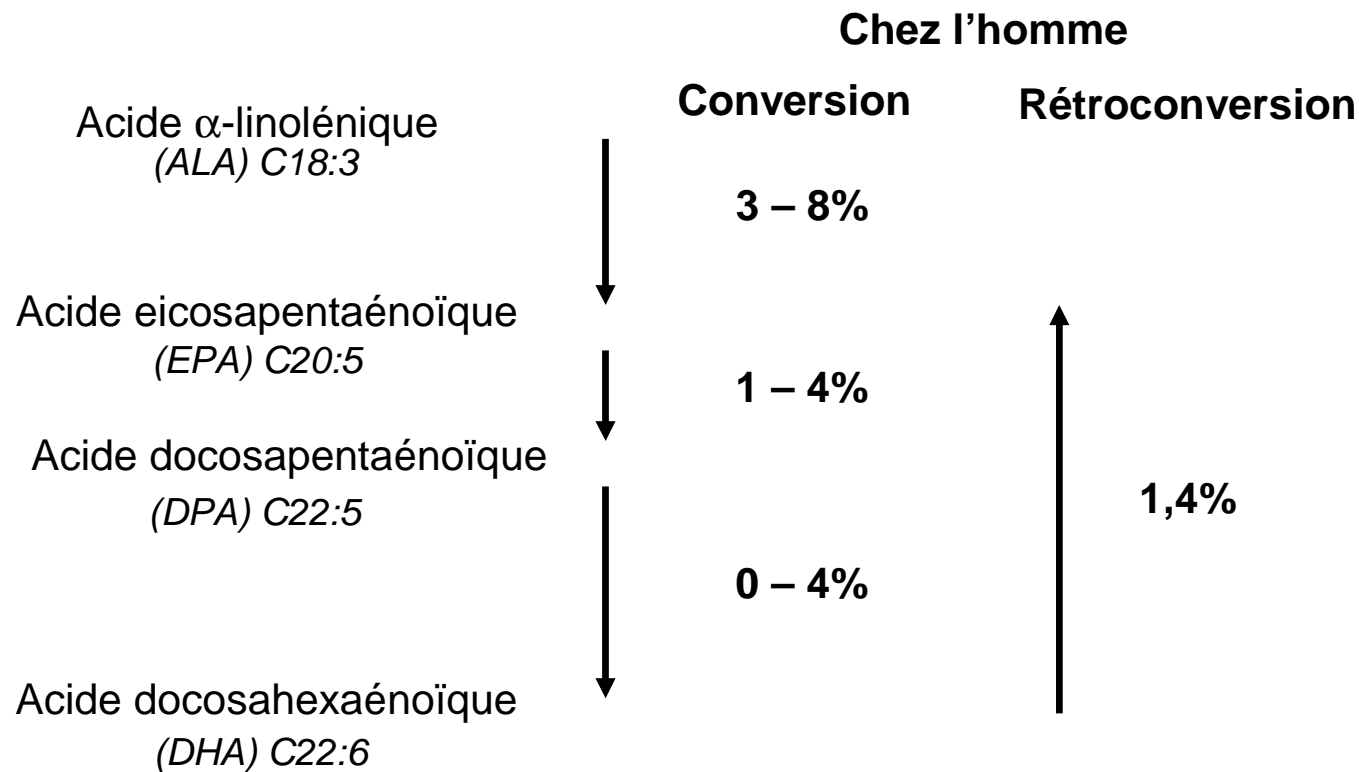 Chez l’homme
Conversion
Rétroconversion
Acide α-linolénique
(ALA) C18:3
3 – 8%
Acide eicosapentaénoïque
(EPA) C20:5
1 – 4%
Acide docosapentaénoïque
(DPA) C22:5
1,4%
0 – 4%
Acide docosahexaénoïque
(DHA) C22:6